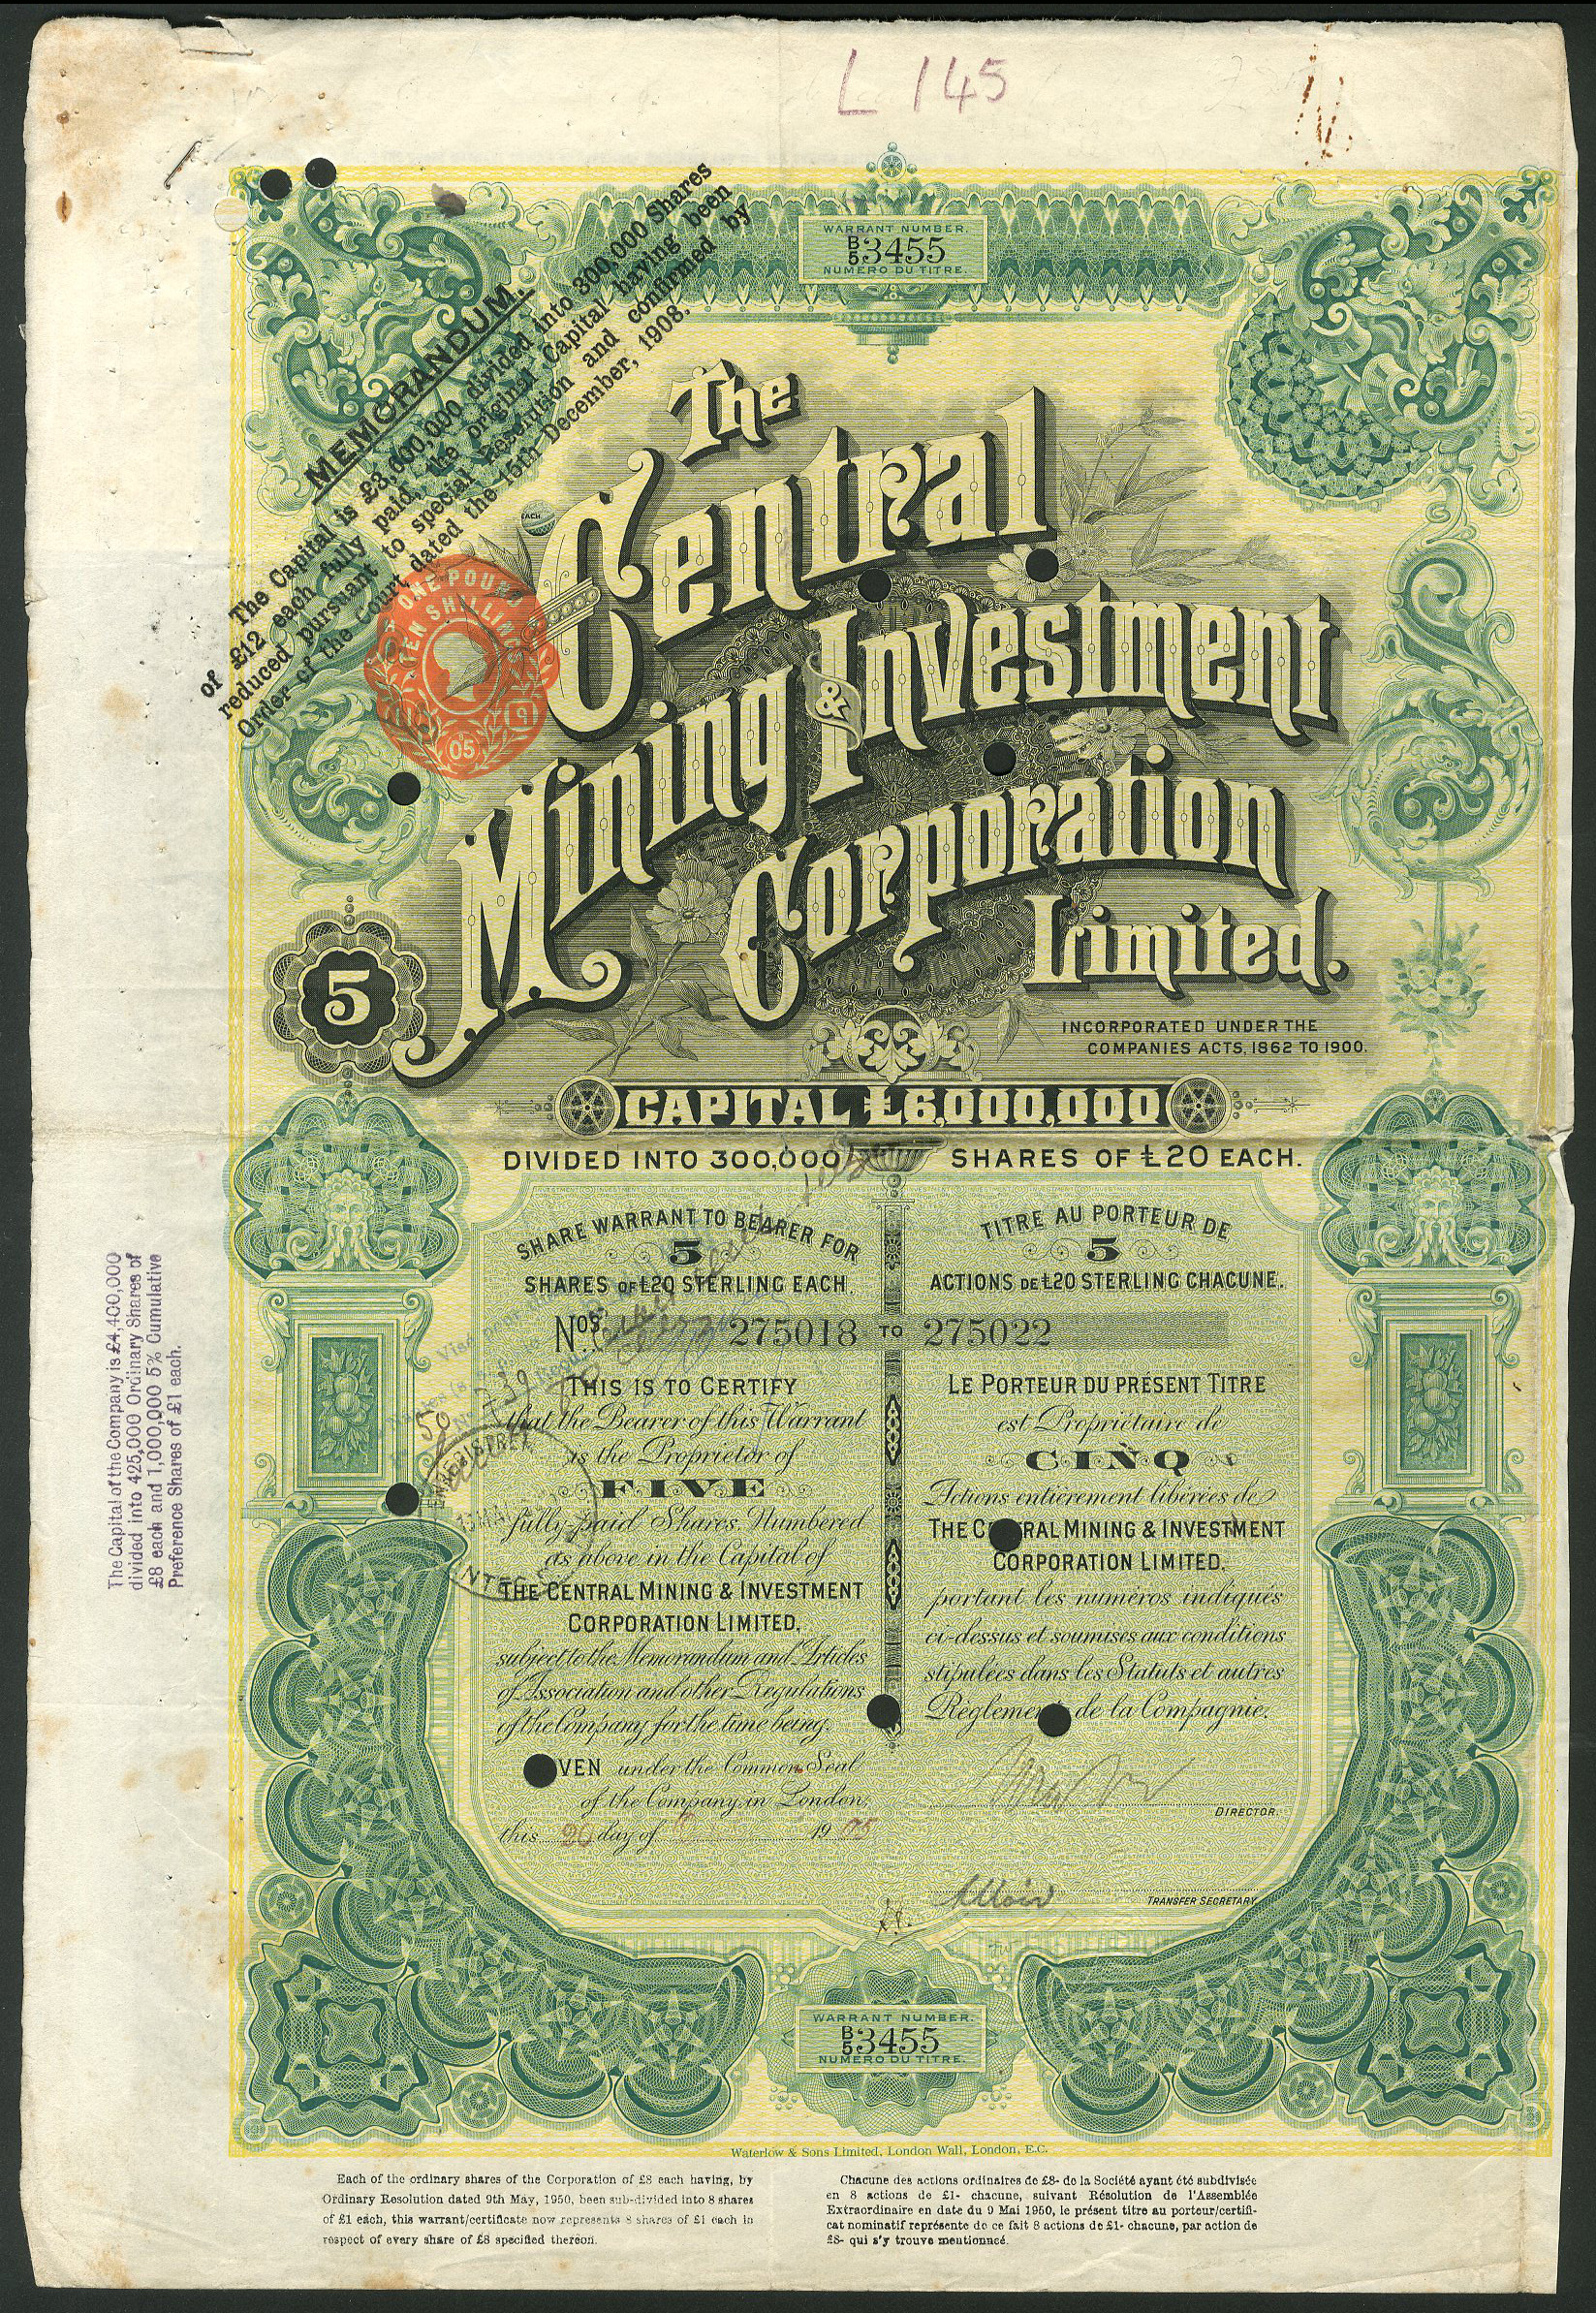 L 145
WARRANT NUMBER.
B/5 3455
NUMERO DU TITRE.
MEMORANDUM.
The Capital is £3,600,000 divided into 300,000 Shares
of £12 each fully paid, the original Capital having been
reduced pursuant to special Resolution and confirmed by
Order of the Court dated the 15th December, 1908.
EACH
ONE POUND
TEN SHILLINGS
9
05
The
Central
Mining & Investment
Corporation
Limited.
5
INCORPORATED UNDER THE
COMPANIES ACTS, 1862 TO 1900.
CAPITAL £6,000,000
DIVIDED INTO 300,000 SHARES OF £20 EACH.
SHARE WARRANT TO BEARER FOR
5
SHARES OF £20 STERLING EACH.
TITRE AU PORTEUR DE
5
ACTIONS DE £20 STERLING CHACUNE.
Nos. 275018 TO 275022
THIS IS TO CERTIFY
that the Bearer of this Warrant
is the Proprietor of
FIVE
fully-paid Shares, Numbered
as above in the Capital of
THE CENTRAL MINING & INVESTMENT
CORPORATION LIMITED,
subject to the Memorandum and Articles
of Association and other Regulations
of the Company for the time being.
VEN under the Common Seal
of the Company, in London,
this 26 day of 1905
LE PORTEUR DU PRÉSENT TITRE
est Propriétaire de
CINQ
Actions entièrement libérées de
THE C RAL MINING & INVESTMENT
CORPORATION LIMITED,
portant les numéros indiqués
ci-dessus et soumises aux conditions
stipulées dans les Statuts et autres
Réglemen de la Compagnie.
DIRECTOR.
TRANSFER SECRETARY
WARRANT NUMBER.
B/5 3455
NUMERO DU TITRE.
Waterlow & Sons Limited, London Wall, London, E.C.
The Capital of the Company is £4,400,000
divided into 425,000 Ordinary Shares of
£8 each and 1,000,000 5% Cumulative
Preference Shares of £1 each.
Each of the ordinary shares of the Corporation of £8 each having, by
Ordinary Resolution dated 9th May, 1950, been sub-divided into 8 shares
of £1 each, this warrant/certificate now represents 8 shares of £1 each in
respect of every share of £8 specified thereon.
Chacune des actions ordinaires de £8- de la Société ayant été subdivisée
en 8 actions de £1- chacune, suivant Résolution de l'Assemblée
Extraordinaire en date du 9 Mai 1950, le présent titre au porteur/certifi-
cat nominatif représente de ce fait 8 actions de £1- chacune, par action de
£8- qui s'y trouve mentionné.